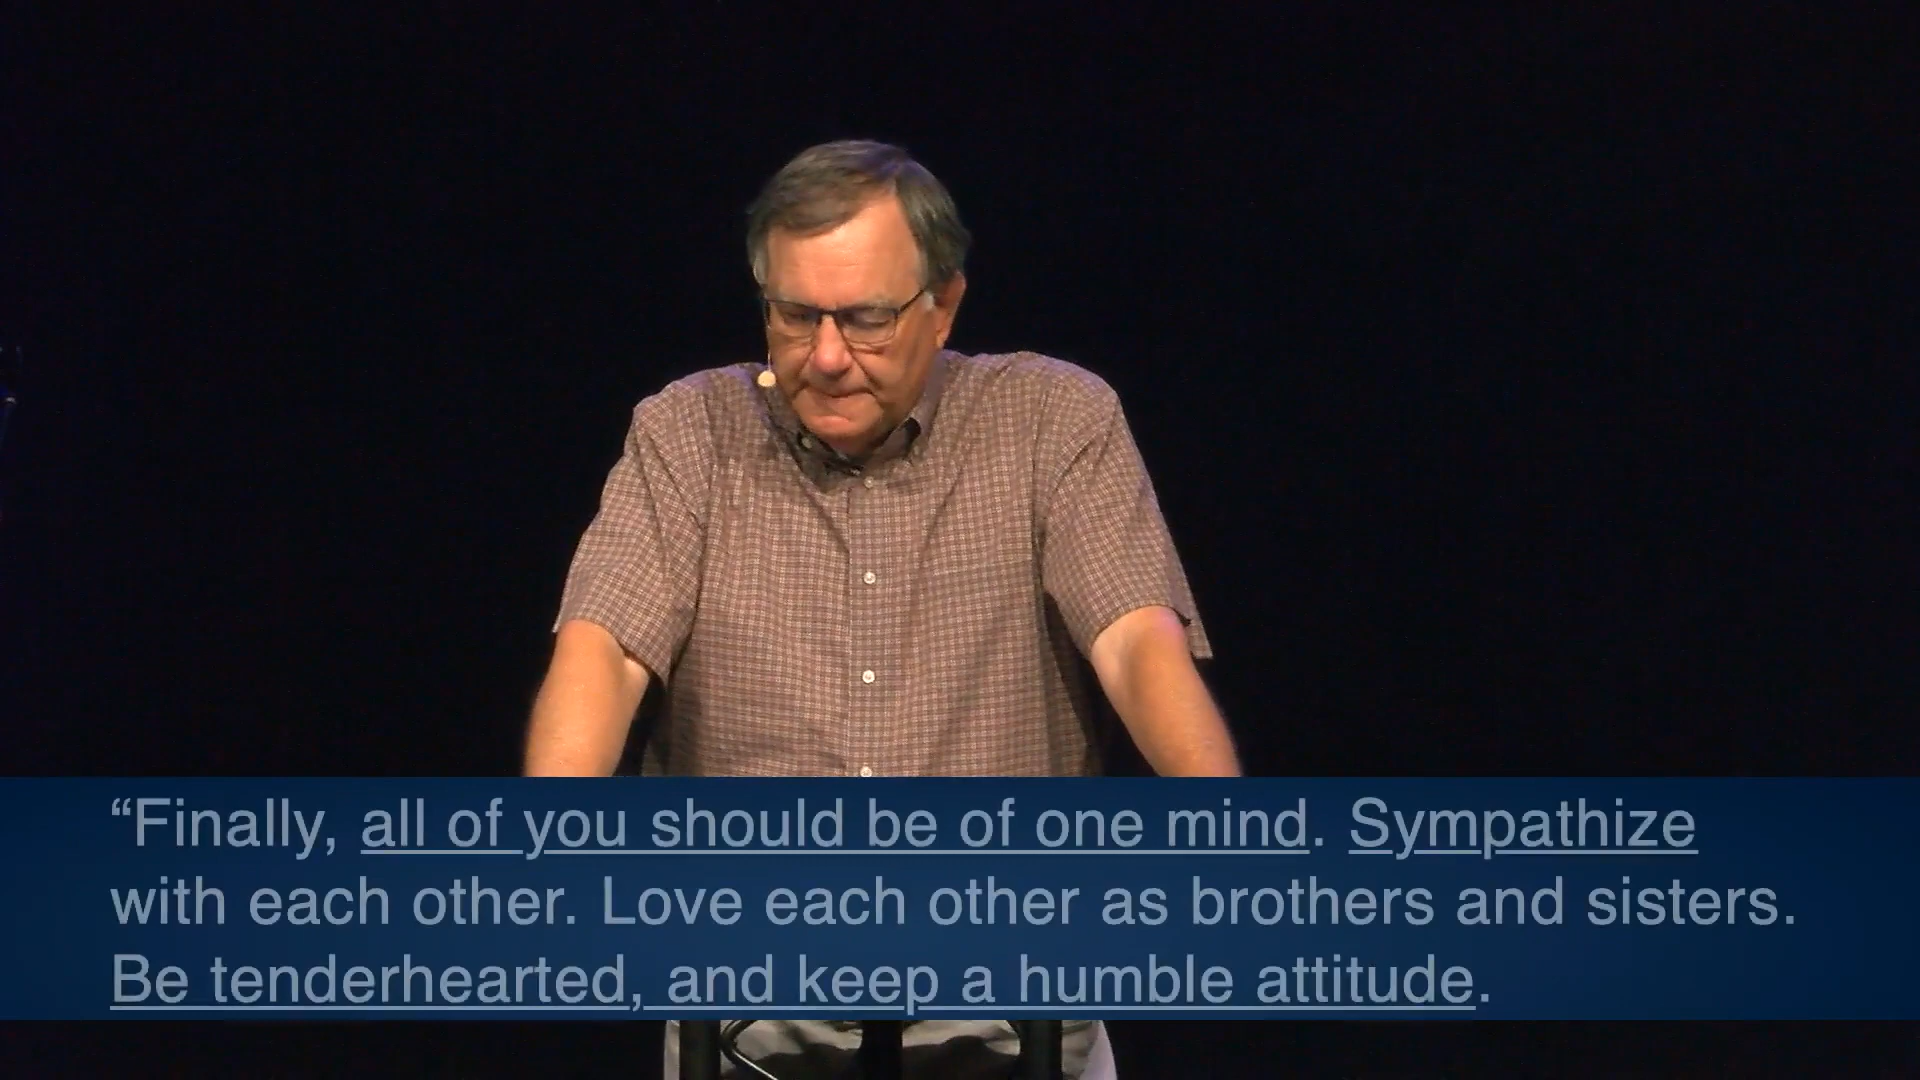 “Finally, all of you should be of one mind. Sympathize
with each other. Love each other as brothers and sisters.
Be tenderhearted, and keep a humble attitude.